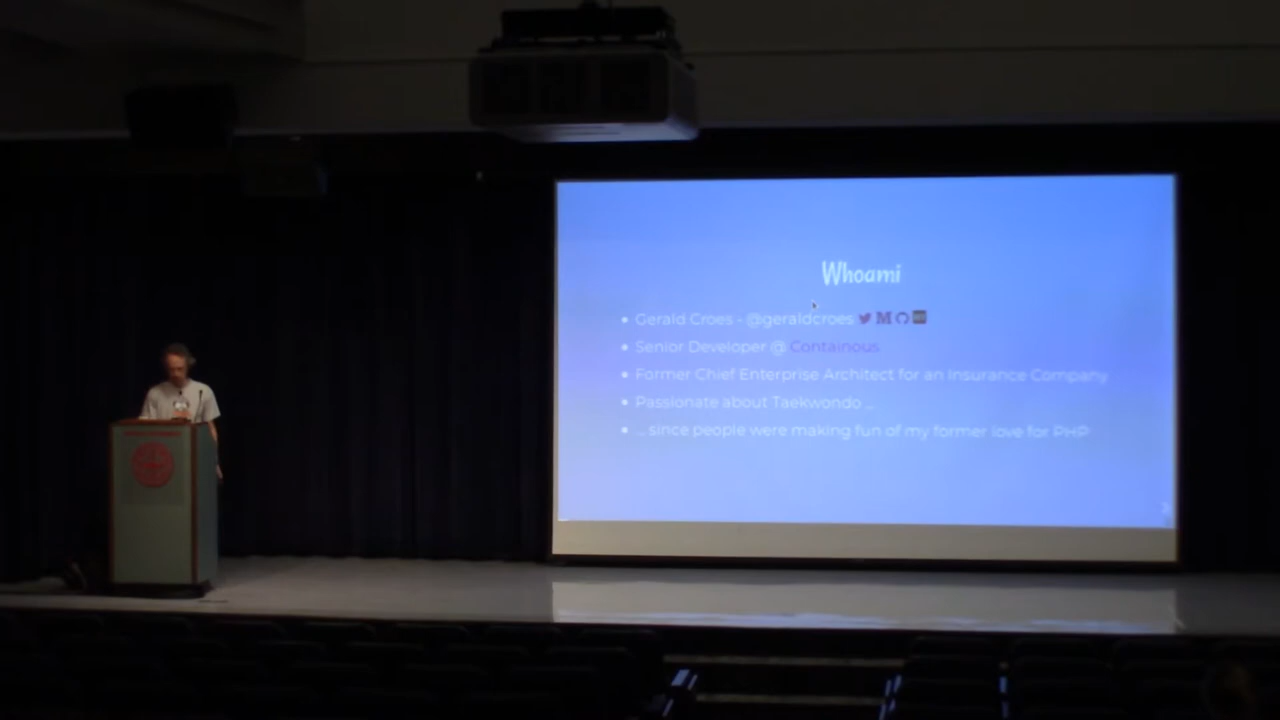 Whoami
Gerald Croes - @geraldcroes
Senior Developer @ Containous
Former Chief Enterprise Architect for an Insurance Company
Passionate about Taekwondo ...
... since people were making fun of my former love for PHP